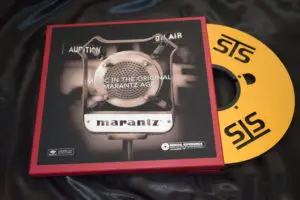 AUDITION
ON AIR
MUSIC IN THE ORIGINAL
MARANTZ AGE
marantz
STS
STS